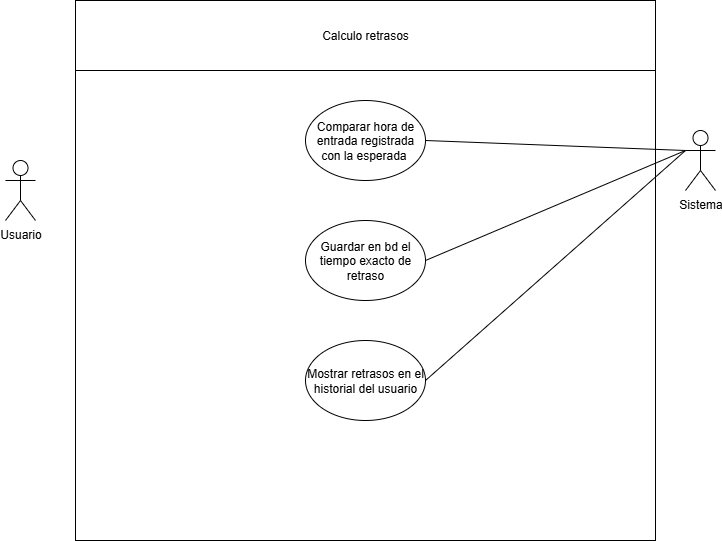 Calculo retrasos
Comparar hora de
entrada registrada
con la esperada
Usuario
Sistema
Guardar en bd el
tiempo exacto de
retraso
Mostrar retrasos en el
historial del usuario